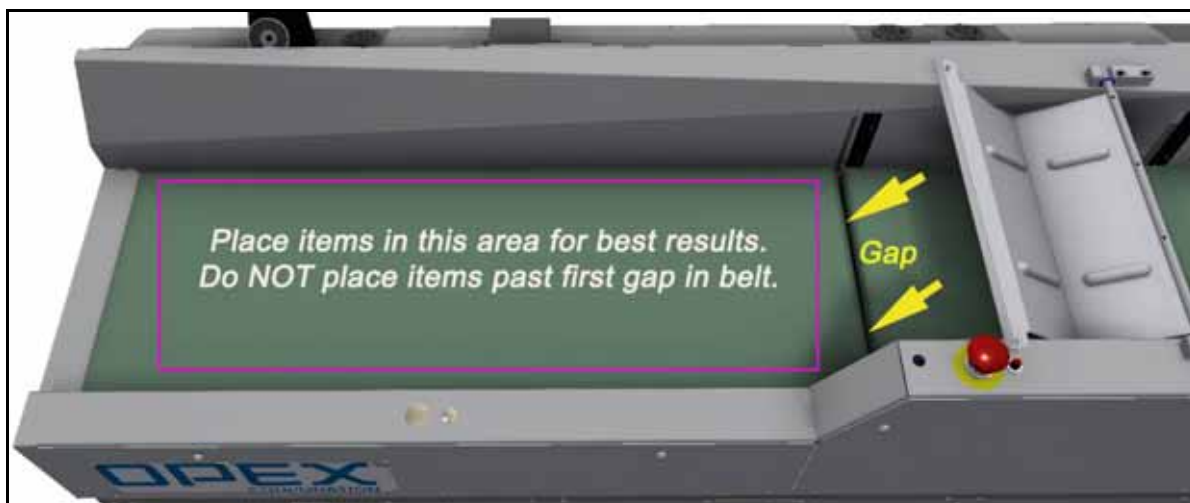 Place items in this area for best results.
Do NOT place items past first gap in belt.
Gap
OPEX
CORPORATION